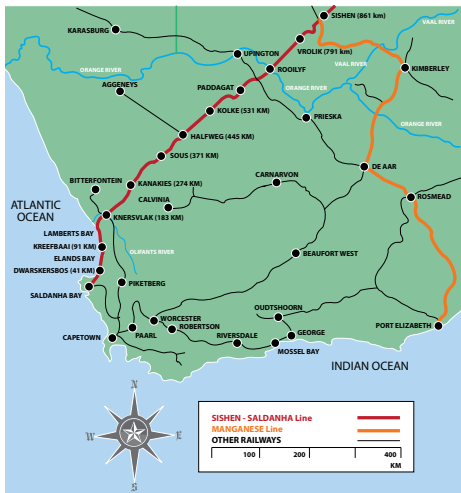 SISHEN (861 km)
VAAL RIVER
KARASBURG
VROLIK (791 km)
UPINGTON
VAAL RIVER
ORANGE RIVER
ROOILYF
KIMBERLEY
AGGENEYS
PADDAGAT
ORANGE RIVER
KOLKE (531 KM)
PRIESKA
ORANGE RIVER
HALFWEG (445 KM)
SOUS (371 KM)
DE AAR
CARNARVON
BITTERFONTEIN
KANAKIES (274 KM)
CALVINIA
ROSMEAD
ATLANTIC
OCEAN
KNERSVLAK (183 KM)
LAMBERTS BAY
KREEFBAAI (91 KM)
OLIFANTS RIVER
ELANDS BAY
BEAUFORT WEST
DWARSKERSBOS (41 KM)
PIKETBERG
SALDANHA BAY
OUDTSHOORN
WORCESTER
ROBERTSON
PORT ELIZABETH
CAPETOWN
PAARL
RIVERSDALE
GEORGE
MOSSEL BAY
INDIAN OCEAN
N
W
E
S
SISHEN - SALDANHA Line
MANGANESE Line
OTHER RAILWAYS
100 200 400
KM